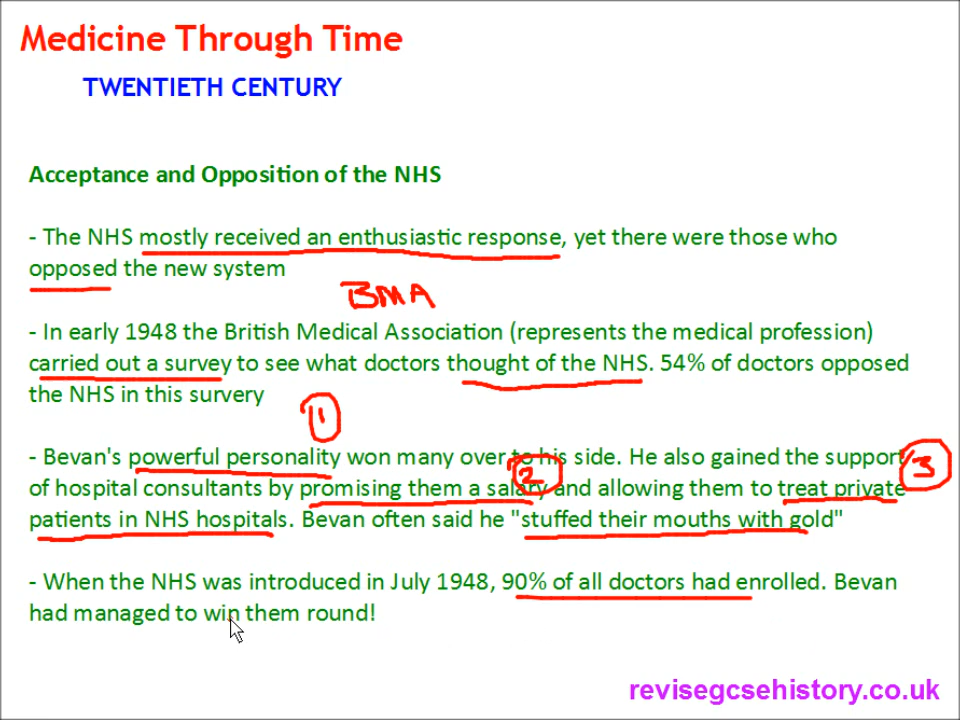 Medicine Through Time
TWENTIETH CENTURY
Acceptance and Opposition of the NHS
- The NHS mostly received an enthusiastic response, yet there were those who
opposed the new system
BMA
- In early 1948 the British Medical Association (represents the medical profession)
carried out a survey to see what doctors thought of the NHS. 54% of doctors opposed
the NHS in this survery
1
- Bevan's powerful personality won many over to his side. He also gained the support
2
3
of hospital consultants by promising them a salary and allowing them to treat private
patients in NHS hospitals. Bevan often said he "stuffed their mouths with gold"
- When the NHS was introduced in July 1948, 90% of all doctors had enrolled. Bevan
had managed to win them round!
revisegcsehistory.co.uk